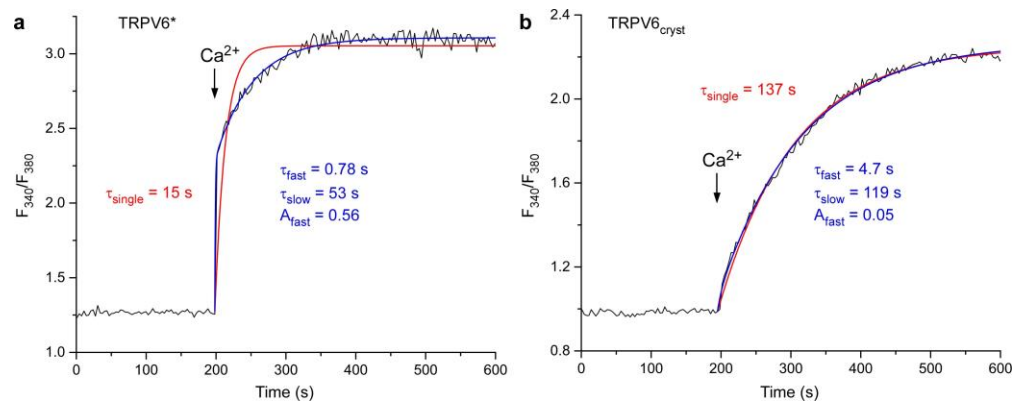 a
TRPV6*
Ca²⁺
τsingle = 15 s
τfast = 0.78 s
τslow = 53 s
Afast = 0.56
F340/F380
3.0
2.5
2.0
1.5
1.0
0 100 200 300 400 500 600
Time (s)
b
TRPV6cryst
τsingle = 137 s
Ca²⁺
τfast = 4.7 s
τslow = 119 s
Afast = 0.05
F340/F380
2.4
2.0
1.6
1.2
0.8
0 100 200 300 400 500 600
Time (s)